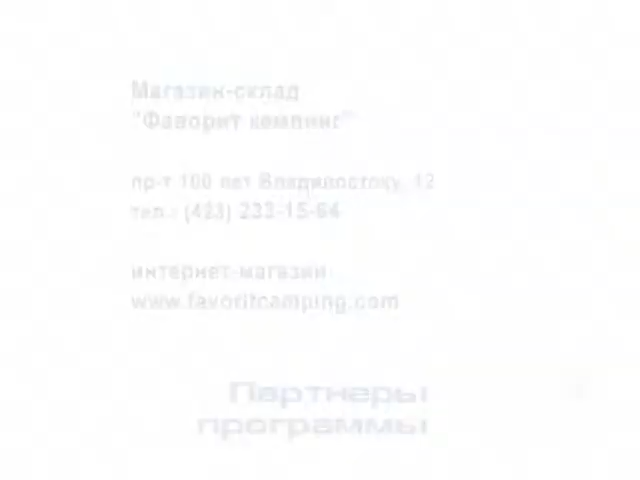 Магазин-склад
"Фаворит кемпинг"
пр-т 100 лет Владивостоку, 12
тел.: (423) 233-15-64
интернет-магазин
www.favoritcamping.com
Партнеры
программы